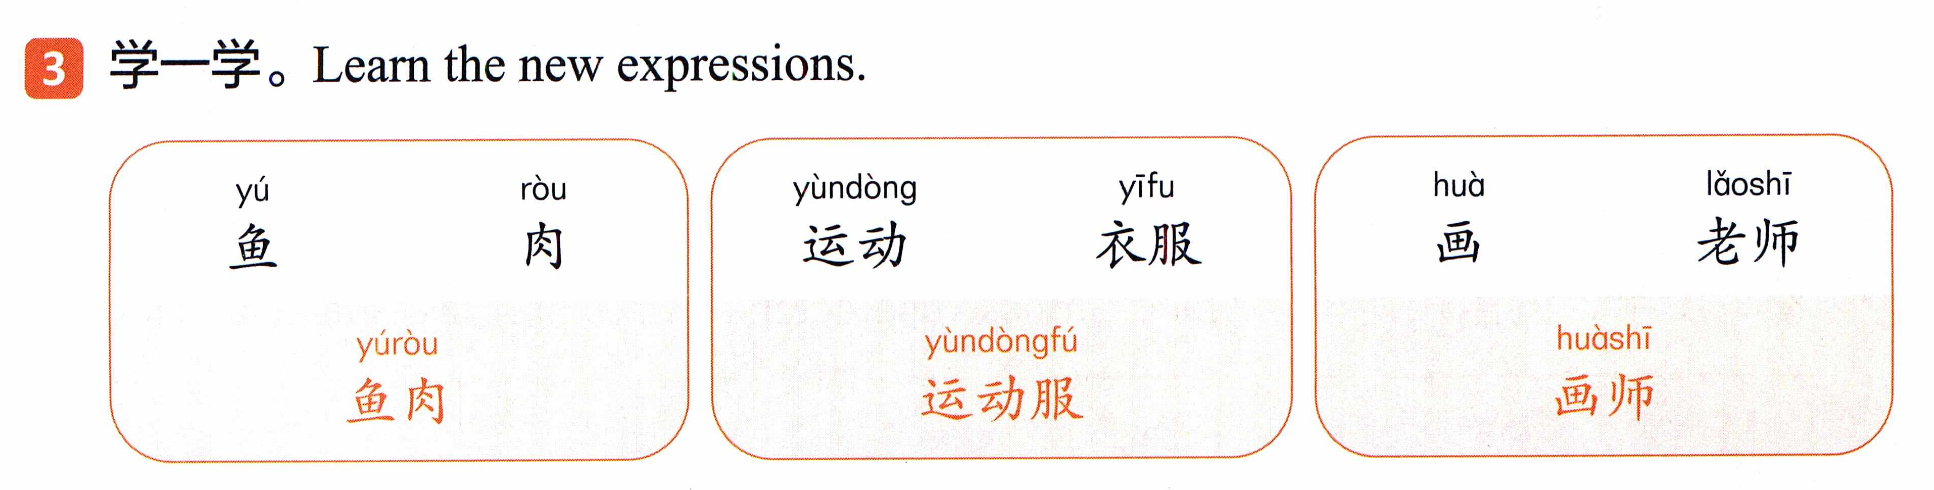 3 学一学。Learn the new expressions.
yú ròu
鱼 肉
yúròu
鱼肉
yùndòng yīfu
运动 衣服
yùndòngfú
运动服
huà lǎoshī
画 老师
huàshī
画师